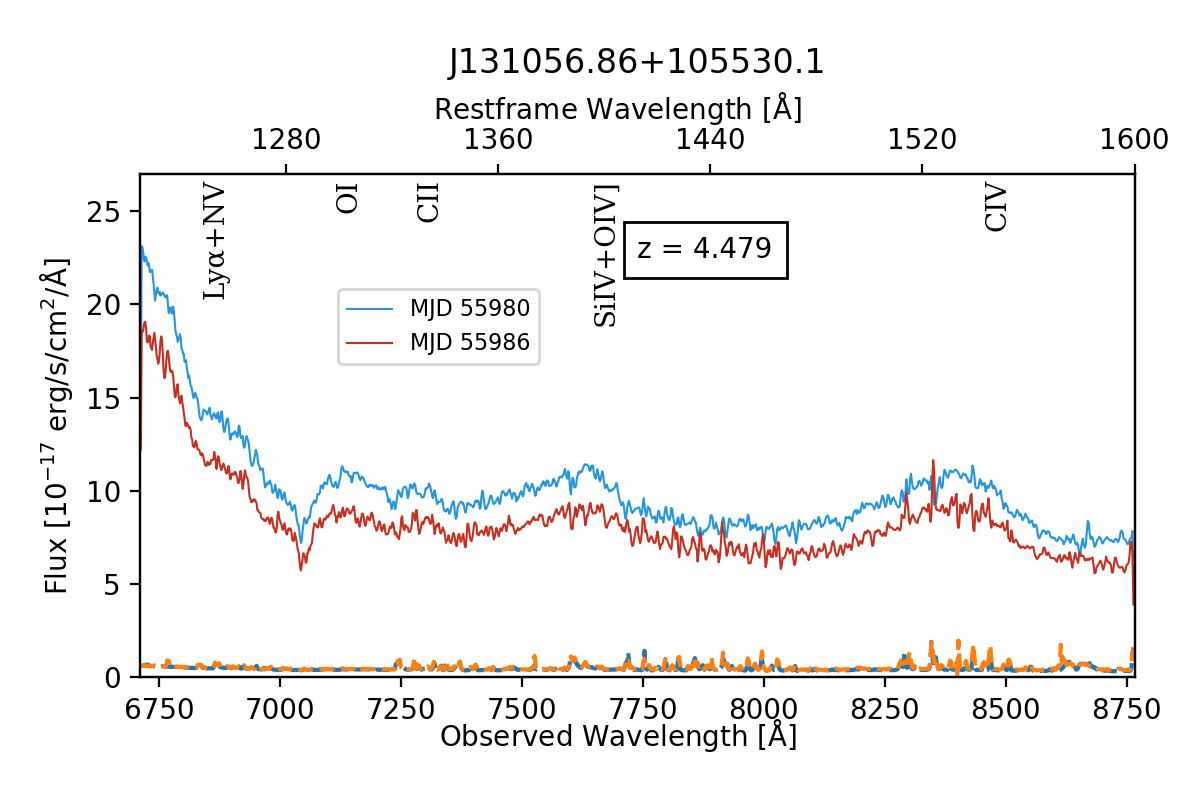 J131056.86+105530.1
Restframe Wavelength [Å]
1280 1360 1440 1520 1600
Lyα+NV
OI
CII
SiIV+OIV]
CIV
z = 4.479
MJD 55980
MJD 55986
Flux [10⁻¹⁷ erg/s/cm²/Å]
25
20
15
10
5
0
6750 7000 7250 7500 7750 8000 8250 8500 8750
Observed Wavelength [Å]